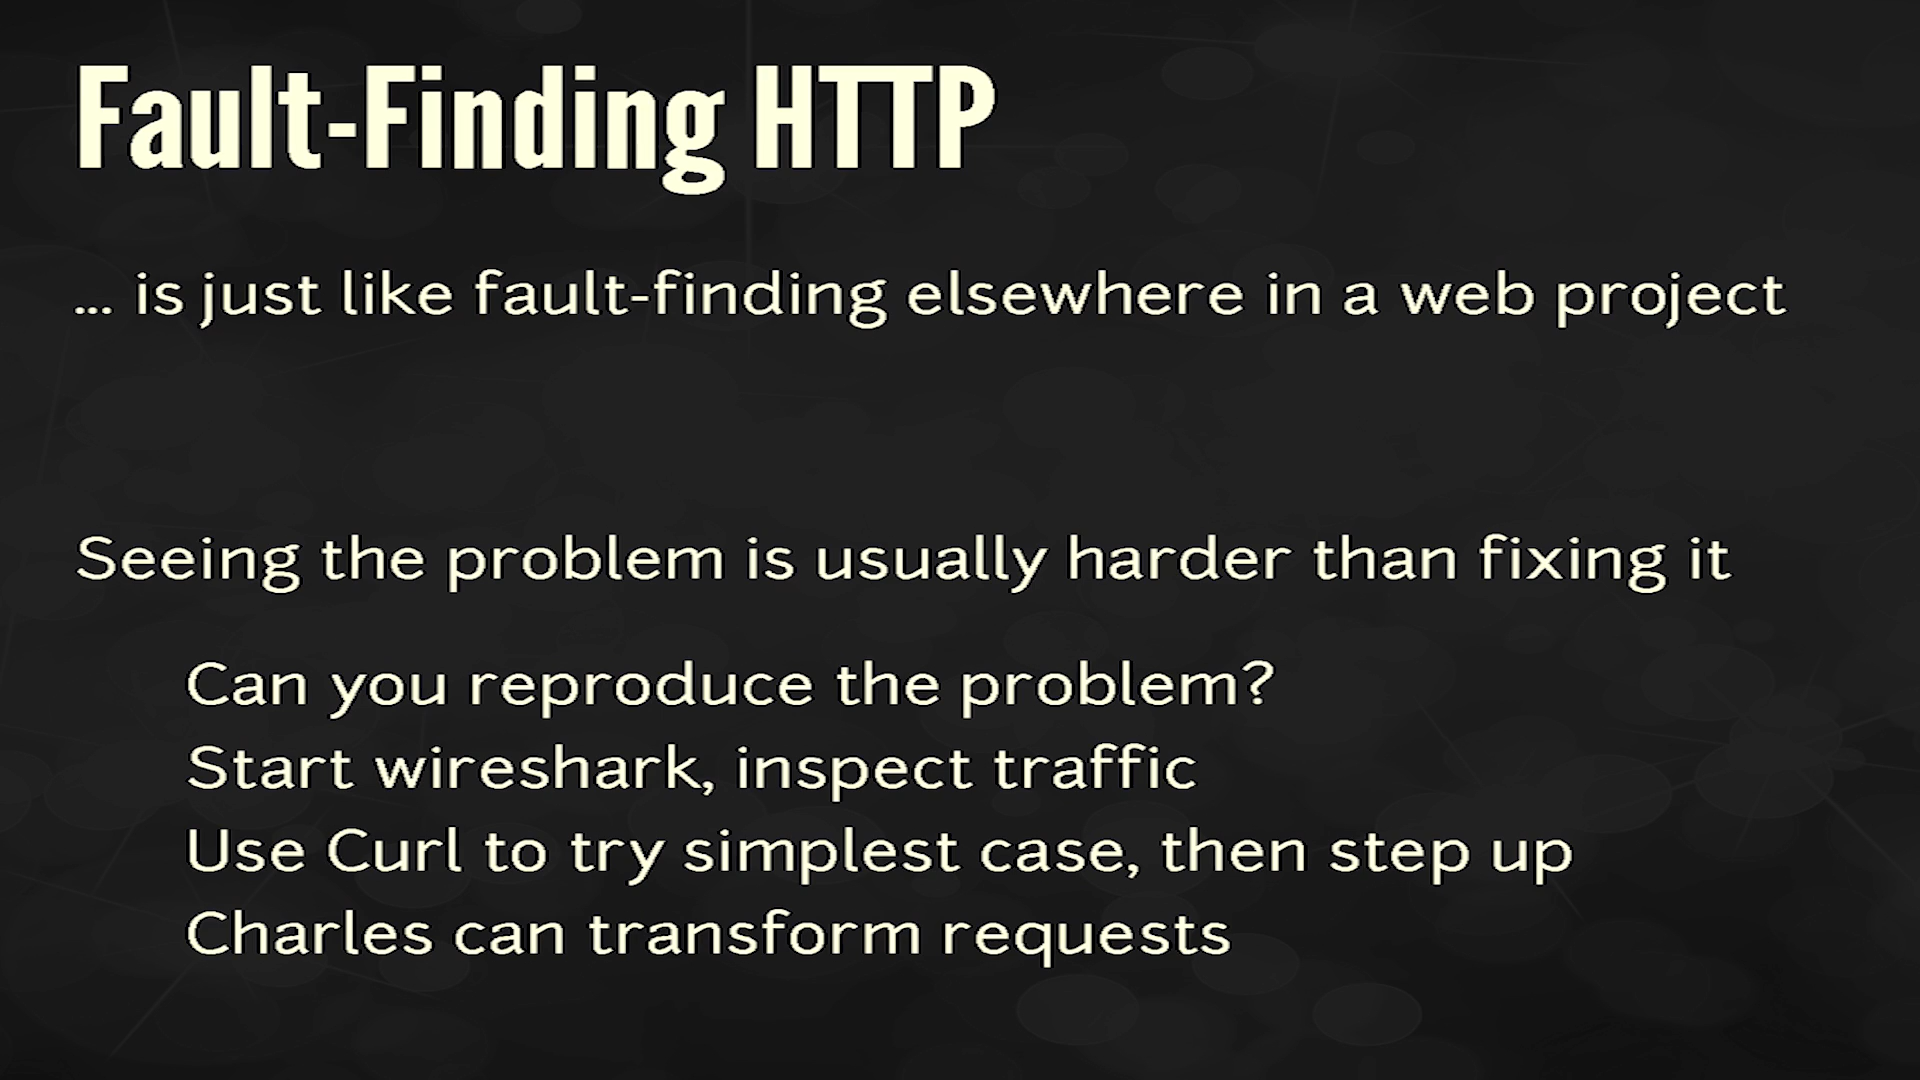 Fault-Finding HTTP
... is just like fault-finding elsewhere in a web project
Seeing the problem is usually harder than fixing it
Can you reproduce the problem?
Start wireshark, inspect traffic
Use Curl to try simplest case, then step up
Charles can transform requests